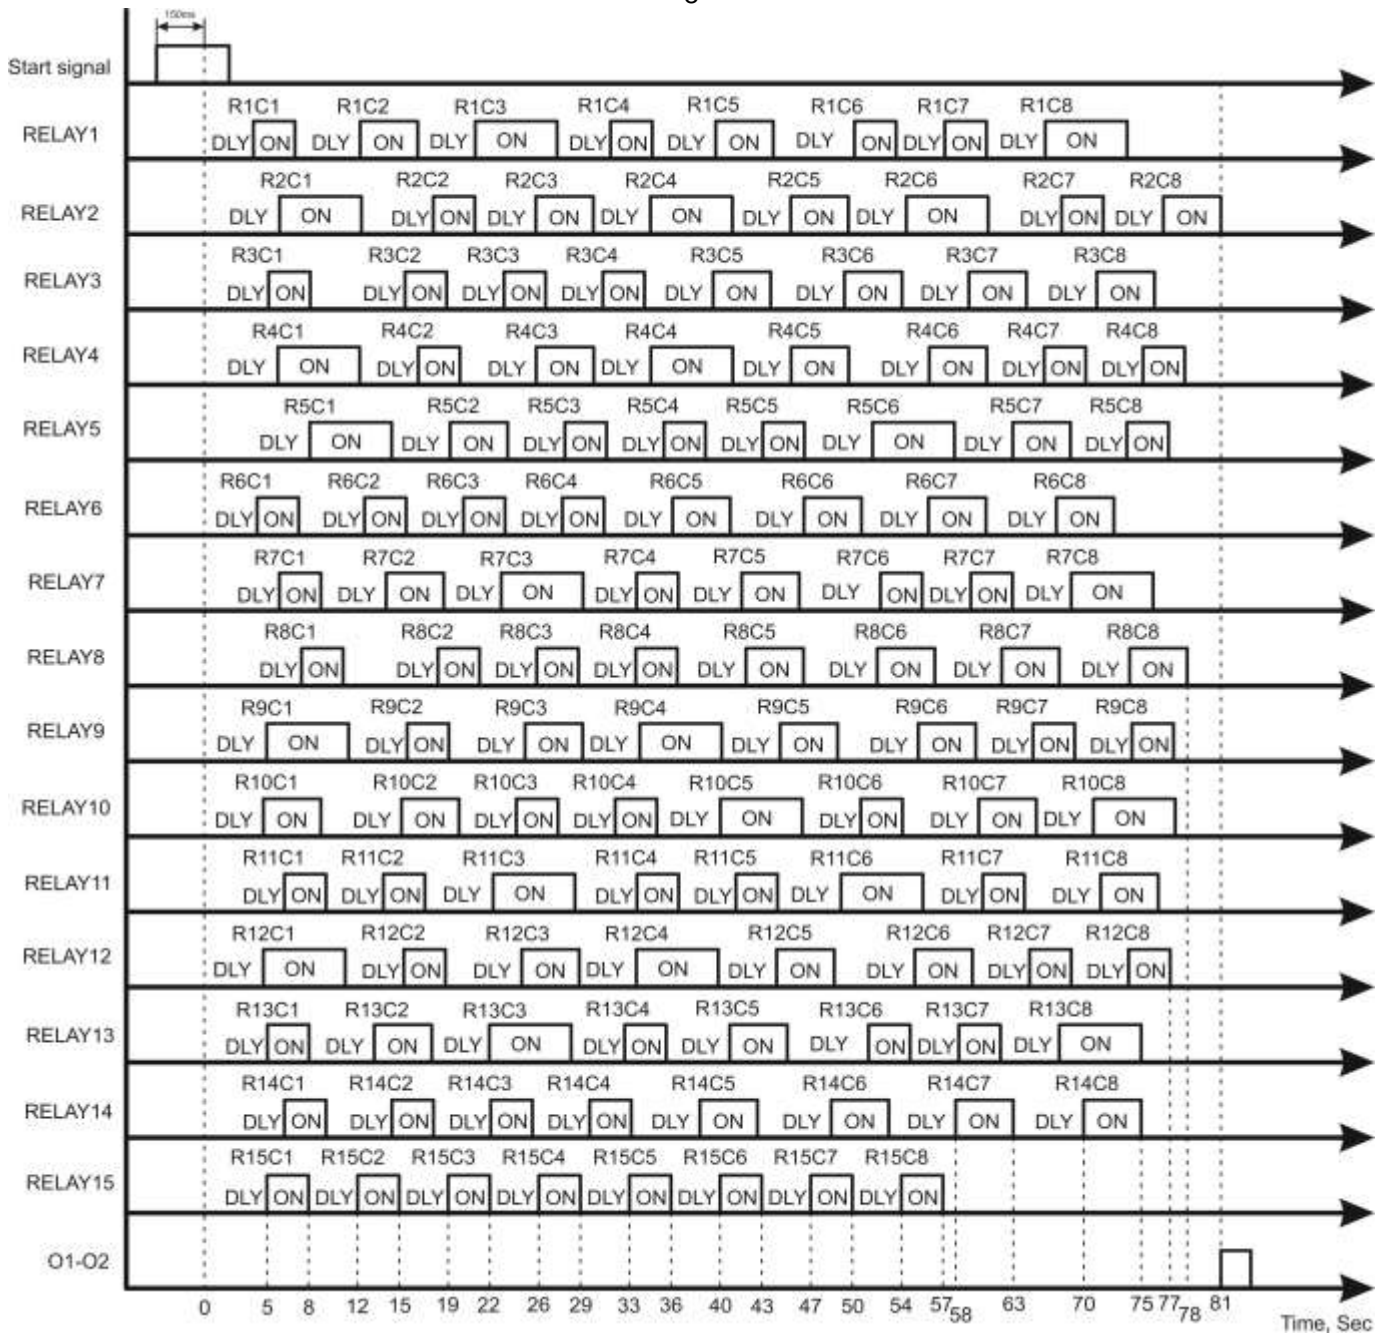 g
150ms
Start signal
R1C1 R1C2 R1C3 R1C4 R1C5 R1C6 R1C7 R1C8
RELAY1
DLY ON DLY ON DLY ON DLY ON DLY ON DLY ON DLY ON DLY ON
R2C1 R2C2 R2C3 R2C4 R2C5 R2C6 R2C7 R2C8
RELAY2
DLY ON DLY ON DLY ON DLY ON DLY ON DLY ON DLY ON DLY ON
R3C1 R3C2 R3C3 R3C4 R3C5 R3C6 R3C7 R3C8
RELAY3
DLY ON DLY ON DLY ON DLY ON DLY ON DLY ON DLY ON DLY ON
R4C1 R4C2 R4C3 R4C4 R4C5 R4C6 R4C7 R4C8
RELAY4
DLY ON DLY ON DLY ON DLY ON DLY ON DLY ON DLY ON DLY ON
R5C1 R5C2 R5C3 R5C4 R5C5 R5C6 R5C7 R5C8
RELAY5
DLY ON DLY ON DLY ON DLY ON DLY ON DLY ON DLY ON DLY ON
R6C1 R6C2 R6C3 R6C4 R6C5 R6C6 R6C7 R6C8
RELAY6
DLY ON DLY ON DLY ON DLY ON DLY ON DLY ON DLY ON DLY ON
R7C1 R7C2 R7C3 R7C4 R7C5 R7C6 R7C7 R7C8
RELAY7
DLY ON DLY ON DLY ON DLY ON DLY ON DLY ON DLY ON DLY ON
R8C1 R8C2 R8C3 R8C4 R8C5 R8C6 R8C7 R8C8
RELAY8
DLY ON DLY ON DLY ON DLY ON DLY ON DLY ON DLY ON DLY ON
R9C1 R9C2 R9C3 R9C4 R9C5 R9C6 R9C7 R9C8
RELAY9
DLY ON DLY ON DLY ON DLY ON DLY ON DLY ON DLY ON DLY ON
R10C1 R10C2 R10C3 R10C4 R10C5 R10C6 R10C7 R10C8
RELAY10
DLY ON DLY ON DLY ON DLY ON DLY ON DLY ON DLY ON DLY ON
R11C1 R11C2 R11C3 R11C4 R11C5 R11C6 R11C7 R11C8
RELAY11
DLY ON DLY ON DLY ON DLY ON DLY ON DLY ON DLY ON DLY ON
R12C1 R12C2 R12C3 R12C4 R12C5 R12C6 R12C7 R12C8
RELAY12
DLY ON DLY ON DLY ON DLY ON DLY ON DLY ON DLY ON DLY ON
R13C1 R13C2 R13C3 R13C4 R13C5 R13C6 R13C7 R13C8
RELAY13
DLY ON DLY ON DLY ON DLY ON DLY ON DLY ON DLY ON DLY ON
R14C1 R14C2 R14C3 R14C4 R14C5 R14C6 R14C7 R14C8
RELAY14
DLY ON DLY ON DLY ON DLY ON DLY ON DLY ON DLY ON DLY ON
R15C1 R15C2 R15C3 R15C4 R15C5 R15C6 R15C7 R15C8
RELAY15
DLY ON DLY ON DLY ON DLY ON DLY ON DLY ON DLY ON DLY ON
O1-O2
0 5 8 12 15 19 22 26 29 33 36 40 43 47 50 54 57 58 63 70 75 77 78 81
Time, Sec